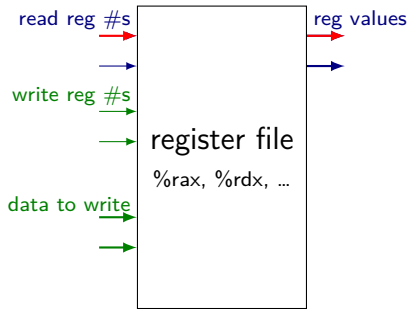 read reg #s
reg values
write reg #s
register file
%rax, %rdx, …
data to write